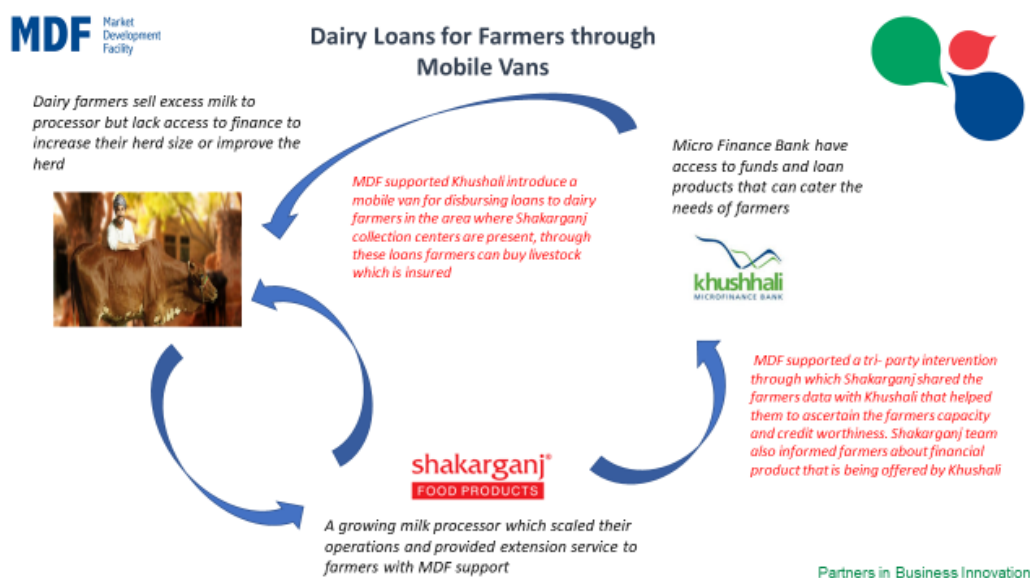 MDF
Market
Development
Facility
Dairy Loans for Farmers through
Mobile Vans
Dairy farmers sell excess milk to
processor but lack access to finance to
increase their herd size or improve the
herd
MDF supported Khushali introduce a
mobile van for disbursing loans to dairy
farmers in the area where Shakarganj
collection centers are present, through
these loans farmers can buy livestock
which is insured
Micro Finance Bank have
access to funds and loan
products that can cater the
needs of farmers
khushhali
MICROFINANCE BANK
MDF supported a tri- party intervention
through which Shakarganj shared the
farmers data with Khushali that helped
them to ascertain the farmers capacity
and credit worthiness. Shakarganj team
also informed farmers about financial
product that is being offered by Khushali
shakarganj®
FOOD PRODUCTS
A growing milk processor which scaled their
operations and provided extension service to
farmers with MDF support
Partners in Business Innovation